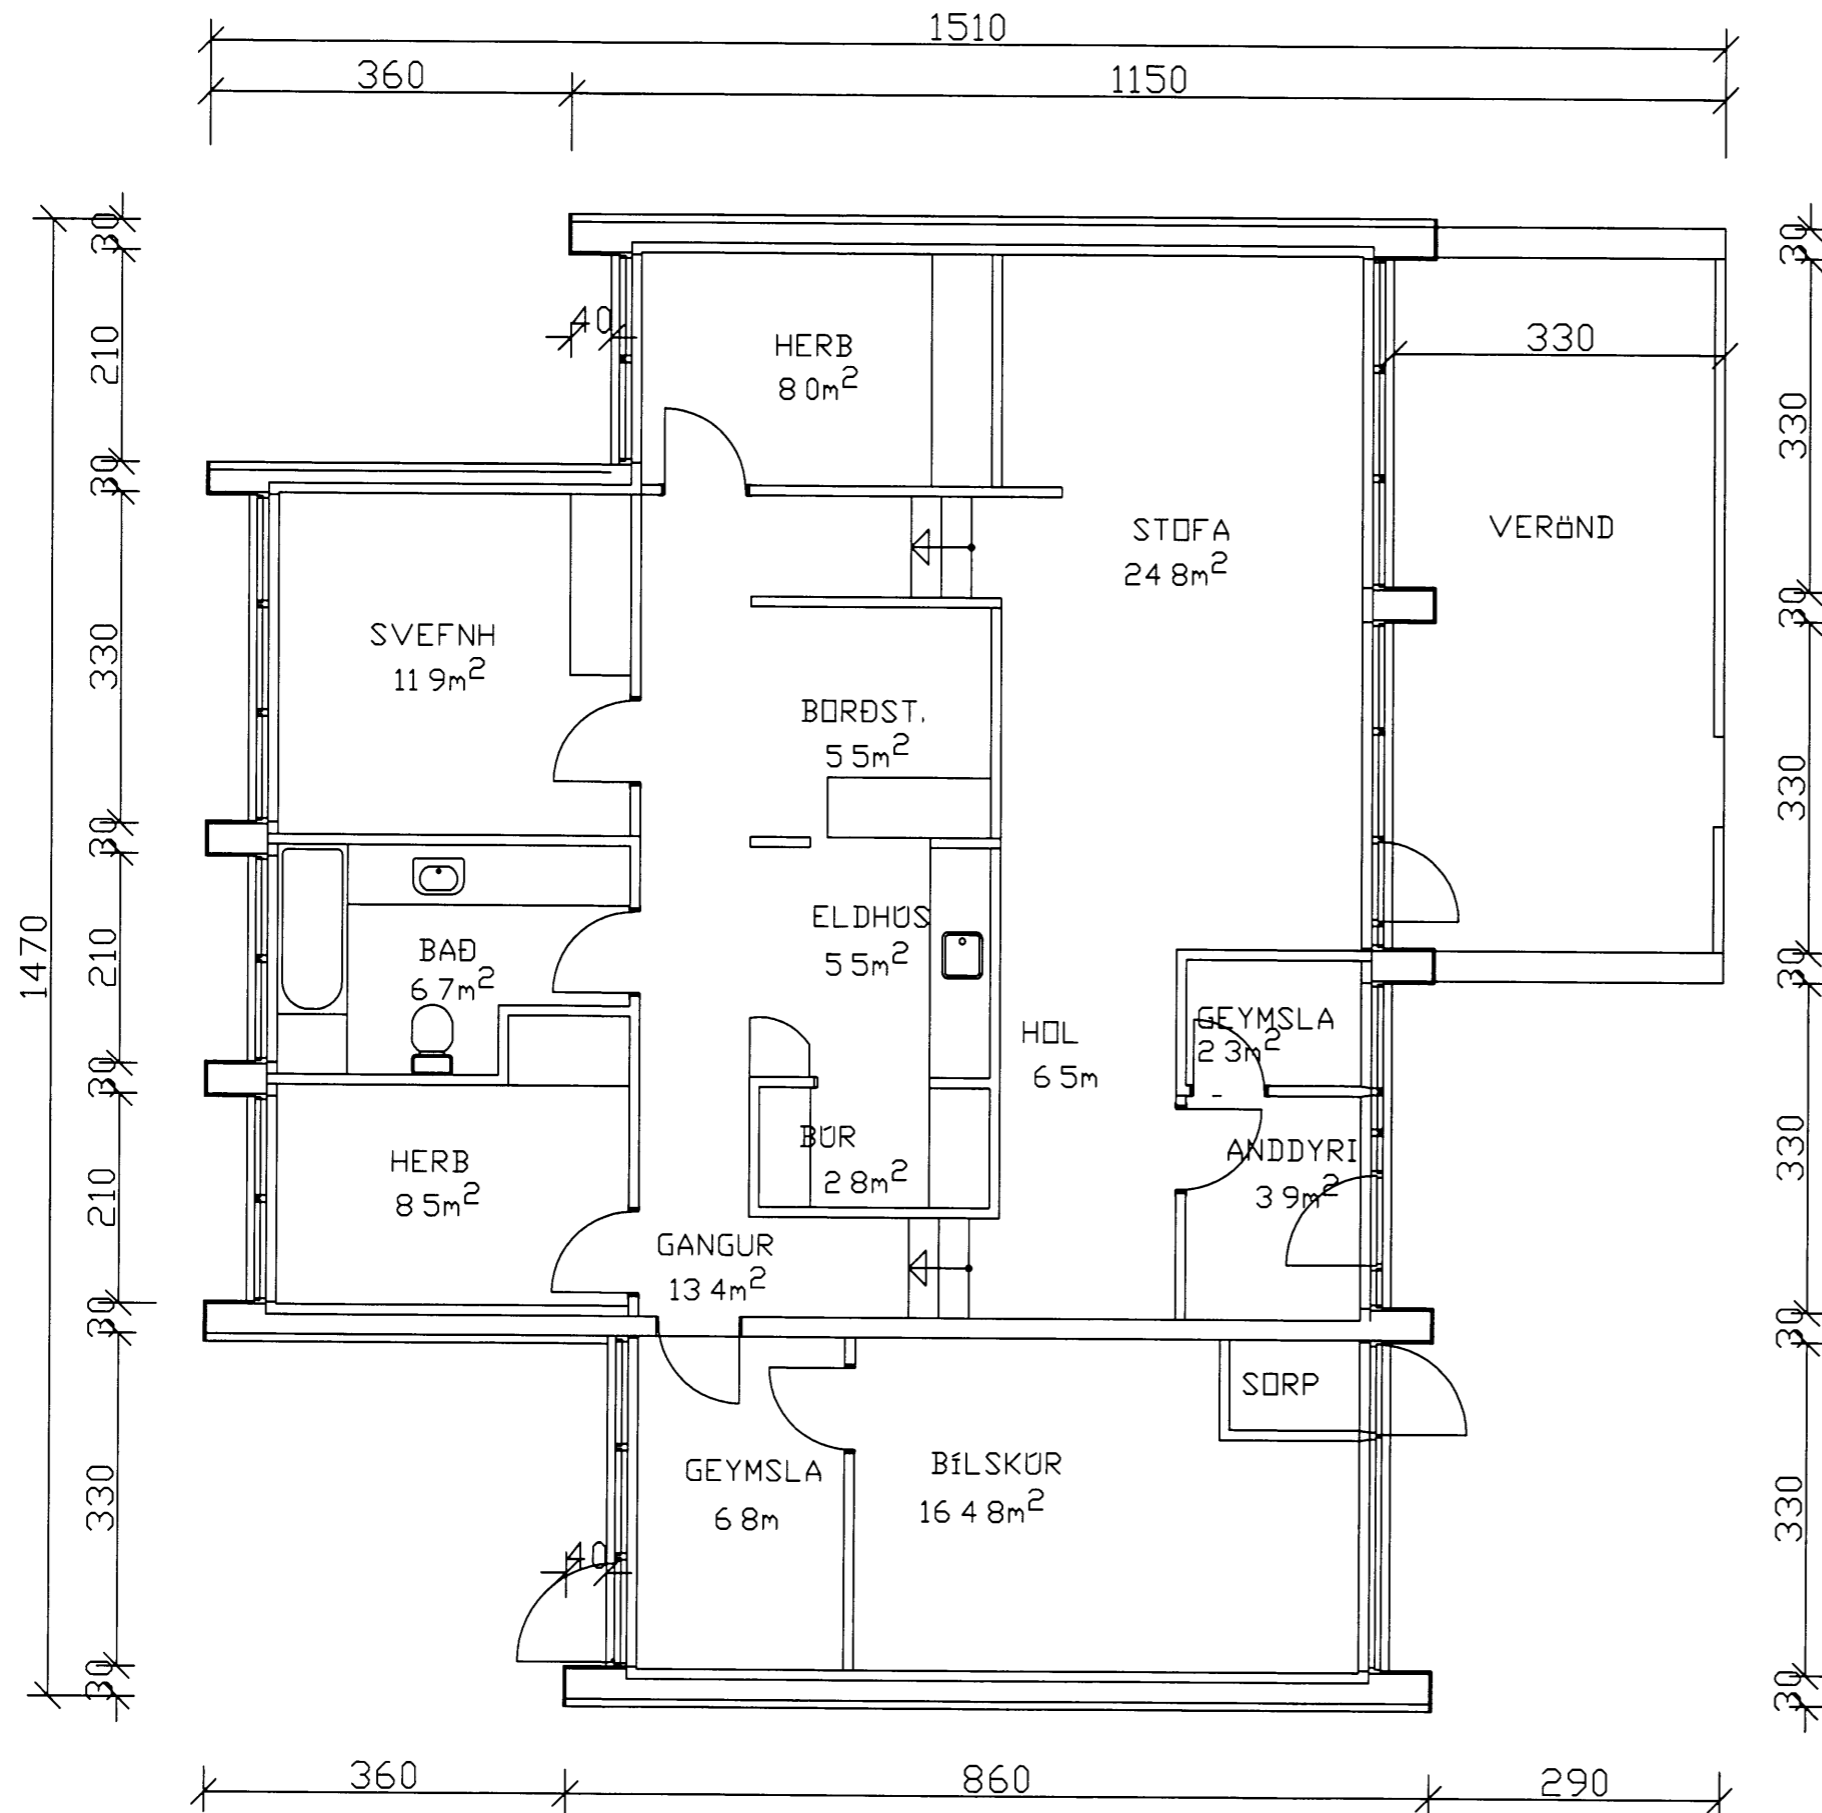 1510
360
1150
30
210
30
330
30
210
30
210
30
330
30
1470
30
330
30
330
30
330
30
330
30
40
330
HERB
8 0m²
STOFA
24 8m²
VERÖND
SVEFNH
11 9m²
BORÐST.
5 5m²
ELDHÚS
5 5m²
BAÐ
6 7m²
HOL
6 5m
GEYMSLA
2 3m²
ANDDYRI
3 9m²
BÚR
2 8m²
HERB
8 5m²
GANGUR
13 4m²
SORP
GEYMSLA
6 8m
BÍLSKÚR
16 4 8m²
40
360
860
290